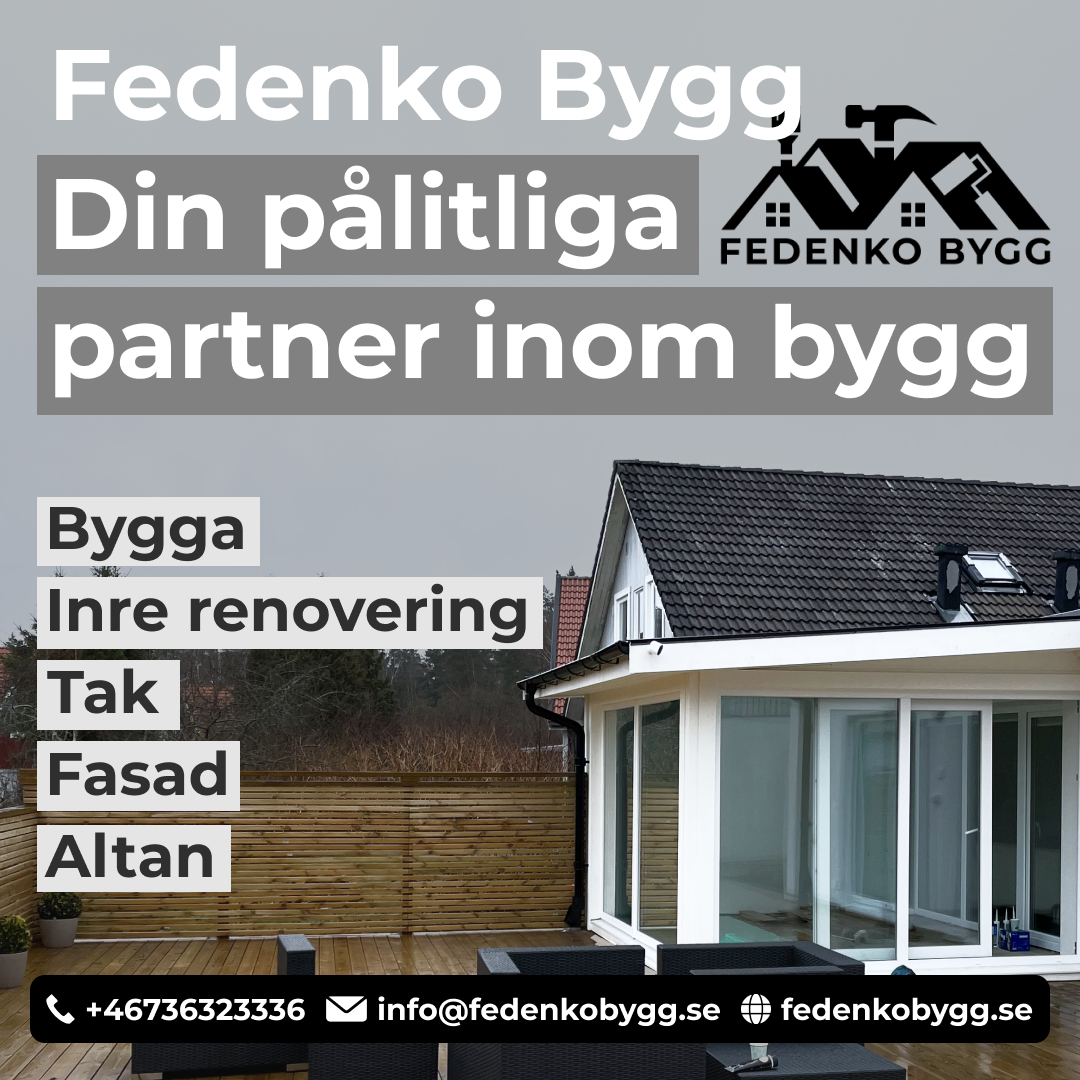 Fedenko Bygg
Din pålitliga
partner inom bygg
FEDENKO BYGG
Bygga
Inre renovering
Tak
Fasad
Altan
+46736323336 info@fedenkobygg.se fedenkobygg.se